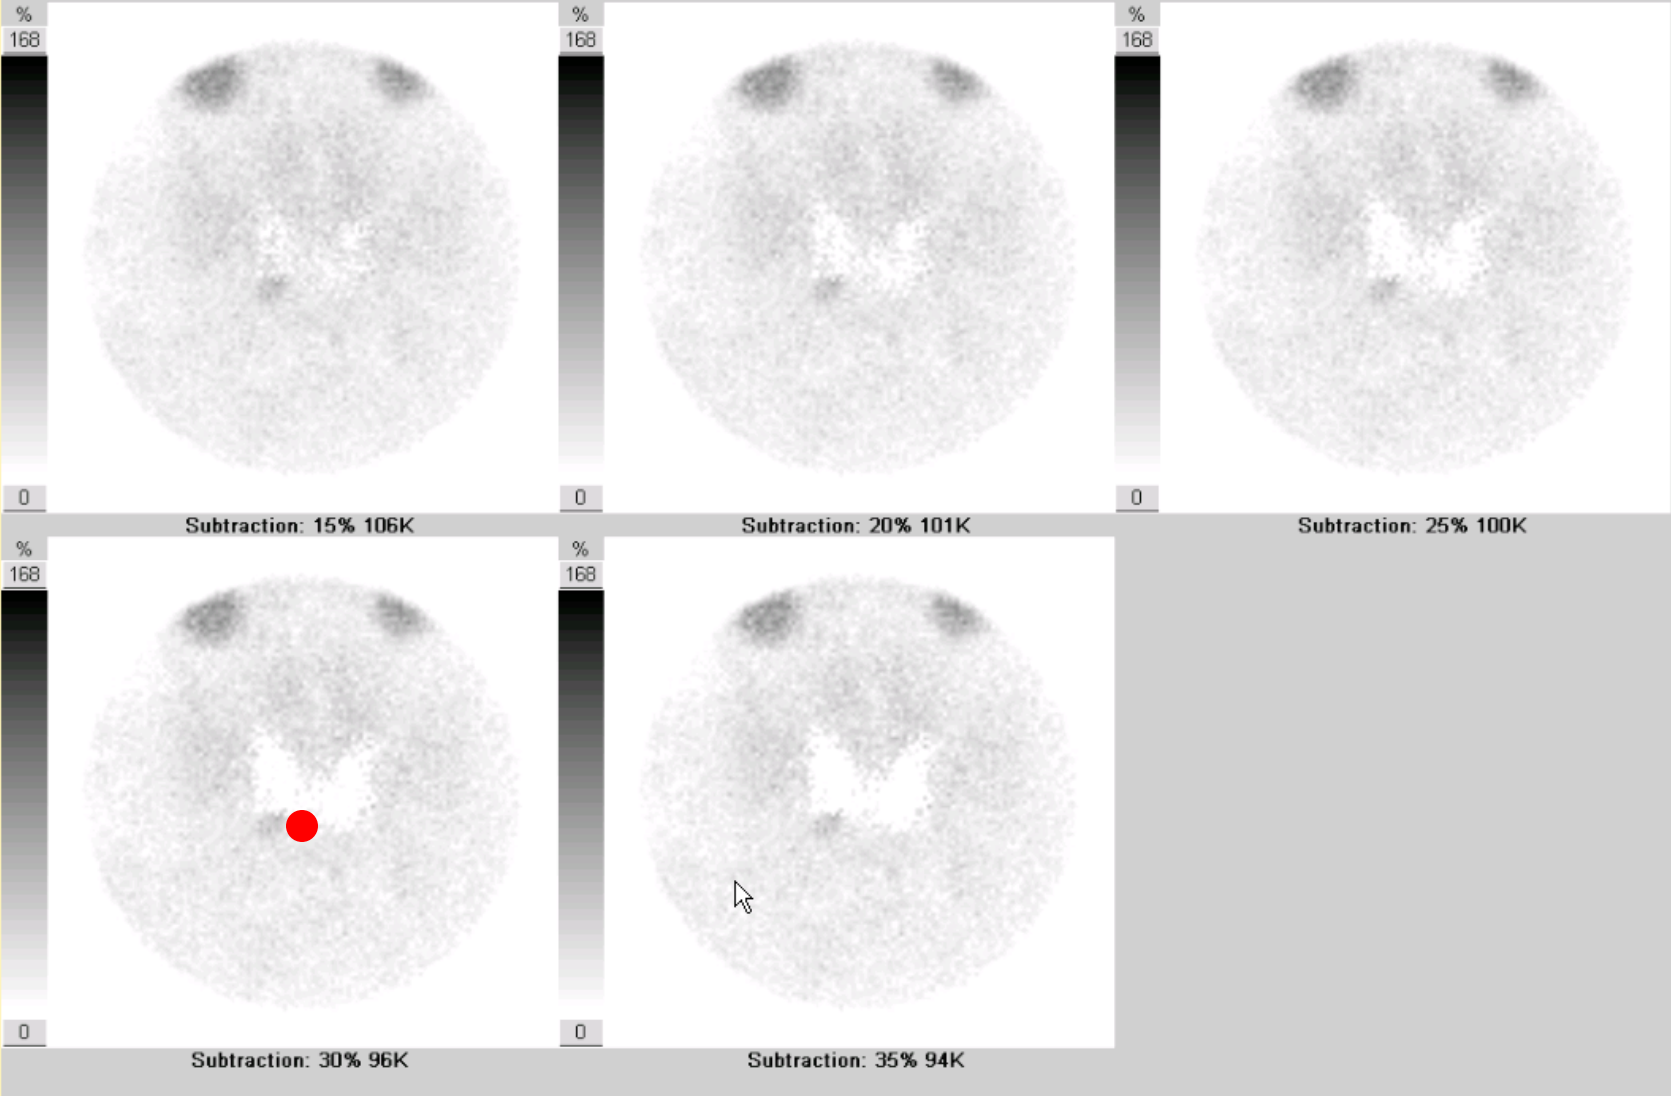 % % %
168 168 168
0 0 0
Subtraction: 15% 106K Subtraction: 20% 101K Subtraction: 25% 100K
% %
168 168
0 0
Subtraction: 30% 96K Subtraction: 35% 94K